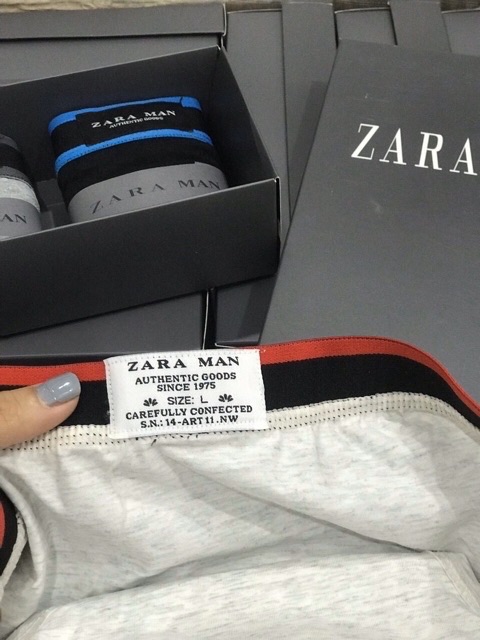 ZARA MAN
AUTHENTIC GOODS
ZARA MAN
AN
ZARA
ZARA MAN
AUTHENTIC GOODS
SINCE 1975
SIZE: L
CAREFULLY CONFECTED
S.N.: 14-ART11.NW